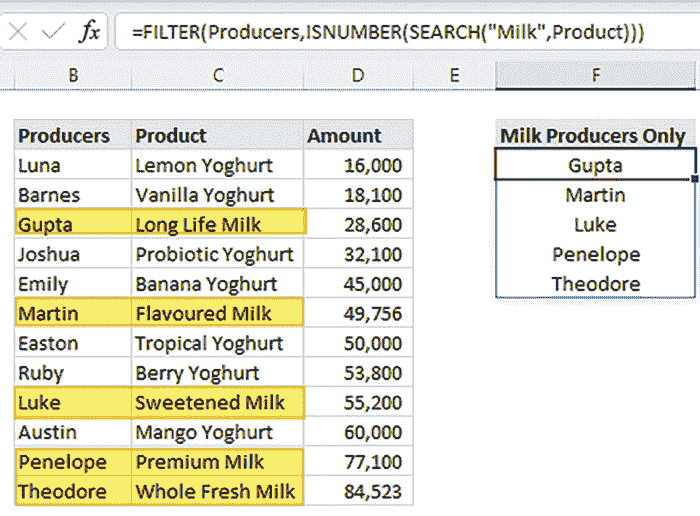 fx =FILTER(Producers,ISNUMBER(SEARCH("Milk",Product)))
B C D E F
Producers Product Amount Milk Producers Only
Luna Lemon Yoghurt 16,000 Gupta
Barnes Vanilla Yoghurt 18,100 Martin
Gupta Long Life Milk 28,600 Luke
Joshua Probiotic Yoghurt 32,100 Penelope
Emily Banana Yoghurt 45,000 Theodore
Martin Flavoured Milk 49,756
Easton Tropical Yoghurt 50,000
Ruby Berry Yoghurt 53,800
Luke Sweetened Milk 55,200
Austin Mango Yoghurt 60,000
Penelope Premium Milk 77,100
Theodore Whole Fresh Milk 84,523